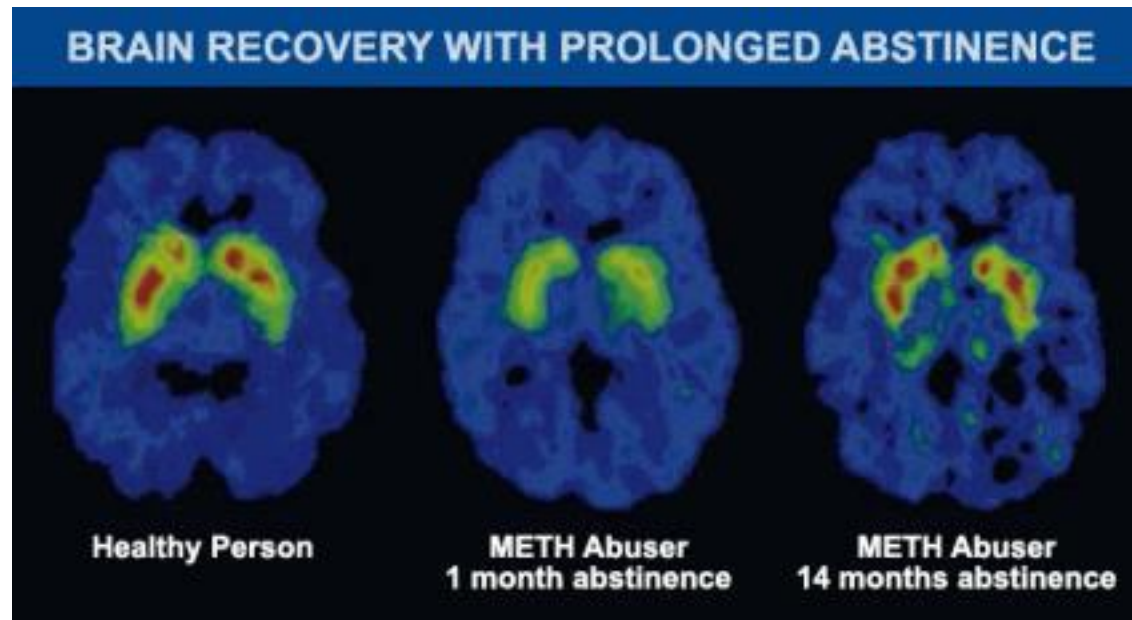 BRAIN RECOVERY WITH PROLONGED ABSTINENCE
Healthy Person
METH Abuser
1 month abstinence
METH Abuser
14 months abstinence